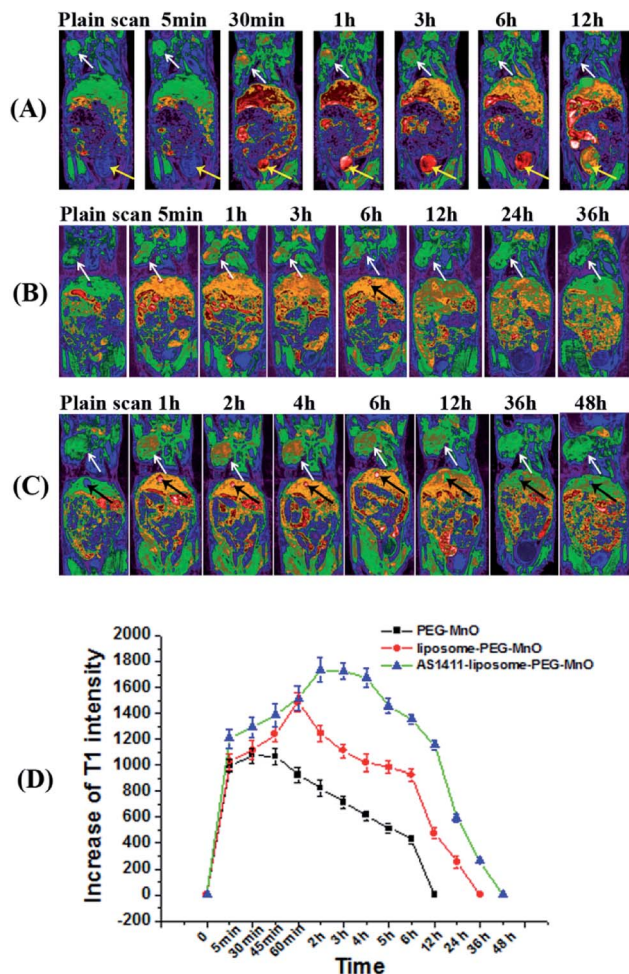 Plain scan 5min 30min 1h 3h 6h 12h
(A)
Plain scan 5min 1h 3h 6h 12h 24h 36h
(B)
Plain scan 1h 2h 4h 6h 12h 36h 48h
(C)
(D)
Increase of T1 intensity
2000
1800
1600
1400
1200
1000
800
600
400
200
0
-200
PEG-MnO
liposome-PEG-MnO
AS1411-liposome-PEG-MnO
0 5min 30min 45min 60min 2h 3h 4h 5h 6h 12h 24h 36h 48 h
Time